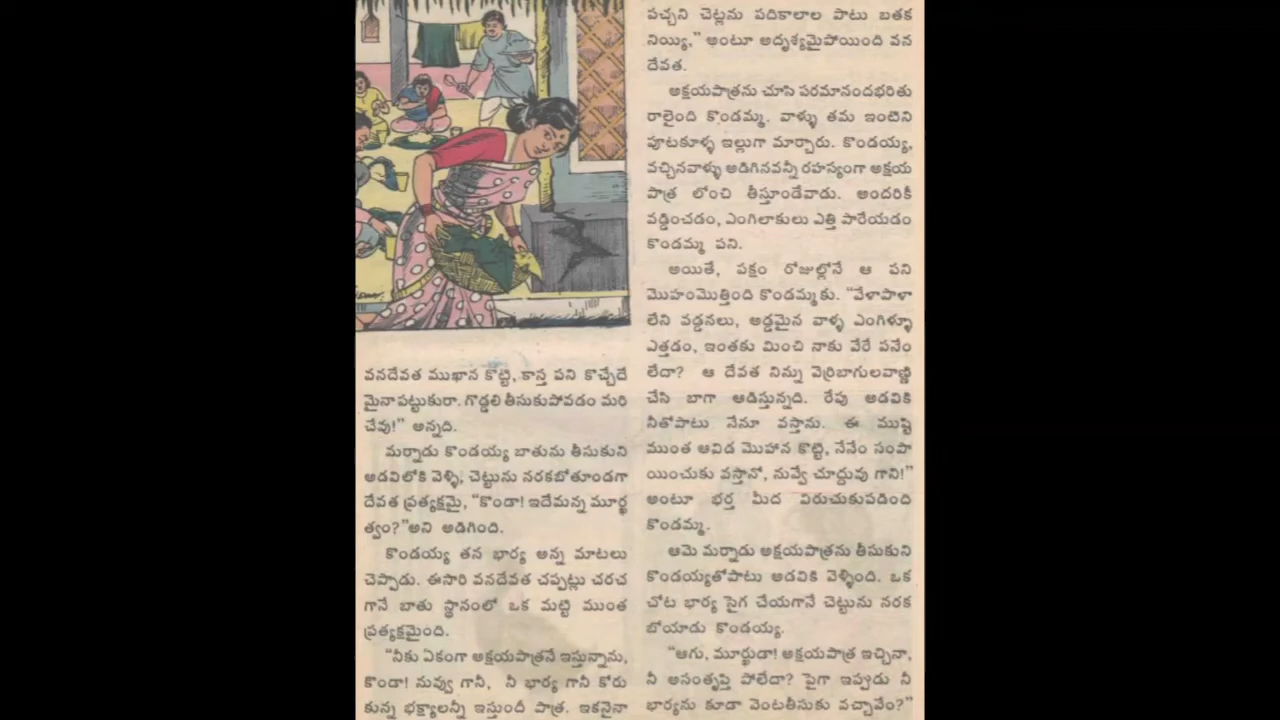 వనదేవత ముఖాన కొట్టి, కాస్త పని కొచ్చేదే
మైనా పట్టుకురా. గొడ్డలి తీసుకుపోవడం మరి
చేవు!" అన్నది.
మర్నాడు కొండయ్య బాతును తీసుకుని
అడవిలోకి వెళ్ళి, చెట్టును నరకబోతూండగా
దేవత ప్రత్యక్షమై, "కొండా! ఇదేమన్న మూర్ఖ
త్వం?"అని అడిగింది.
కొండయ్య తన భార్య అన్న మాటలు
చెప్పాడు. ఈసారి వనదేవత చప్పట్లు చరచ
గానే బాతు స్థానంలో ఒక మట్టి ముంత
ప్రత్యక్షమైంది.
"నీకు ఏకంగా అక్షయపాత్రనే ఇస్తున్నాను,
కొండా! నువ్వు గానీ, నీ భార్య గానీ కోరు
కున్న భక్ష్యాలన్నీ ఇస్తుందీ పాత్ర. ఇకనైనా
పచ్చని చెట్లను పదికాలాల పాటు బతక
నియ్యి," అంటూ అదృశ్యమైపోయింది వన
దేవత.
అక్షయపాత్రను చూసి పరమానందభరితు
రాలైంది కొండమ్మ. వాళ్ళు తమ ఇంటిని
పూటకూళ్ళ ఇల్లుగా మార్చారు. కొండయ్య,
వచ్చినవాళ్ళు అడిగినవన్నీ రహస్యంగా అక్షయ
పాత్ర లోంచి తీస్తూండేవాడు. అందరికీ
వడ్డించడం, ఎంగిలాకులు ఎత్తి పారేయడం
కొండమ్మ పని.
అయితే, పక్షం రోజుల్లోనే ఆ పని
మొహంమొత్తింది కొండమ్మకు. "వేళాపాళా
లేని వడ్డనలు, అడ్డమైన వాళ్ళ ఎంగిళ్ళూ
ఎత్తడం, ఇంతకు మించి నాకు వేరే పనేం
లేదా? ఆ దేవత నిన్ను వెర్రిబాగులవాణ్ణి
చేసి బాగా ఆడిస్తున్నది. రేపు అడవికి
నీతోపాటు నేనూ వస్తాను. ఈ ముష్టి
ముంత ఆవిడ మొహాన కొట్టి, నేనేం సంపా
యించుకు వస్తానో, నువ్వే చూద్దువు గాని!"
అంటూ భర్త మీద విరుచుకుపడింది
కొండమ్మ.
ఆమె మర్నాడు అక్షయపాత్రను తీసుకుని
కొండయ్యతోపాటు అడవికి వెళ్ళింది. ఒక
చోట భార్య సైగ చేయగానే చెట్టును నరక
బోయాడు కొండయ్య.
"ఆగు, మూర్ఖుడా! అక్షయపాత్ర ఇచ్చినా,
నీ అసంతృప్తి పోలేదా? పైగా ఇప్పుడు నీ
భార్యను కూడా వెంటతీసుకు వచ్చావేం?"